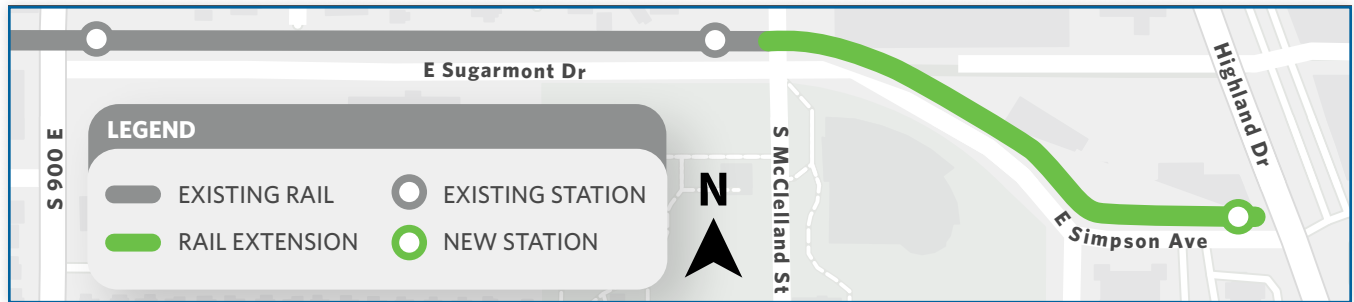 E Sugarmont Dr
Highland Dr
S 900 E
LEGEND
EXISTING RAIL
EXISTING STATION
RAIL EXTENSION
NEW STATION
N
S McClelland St
E Simpson Ave